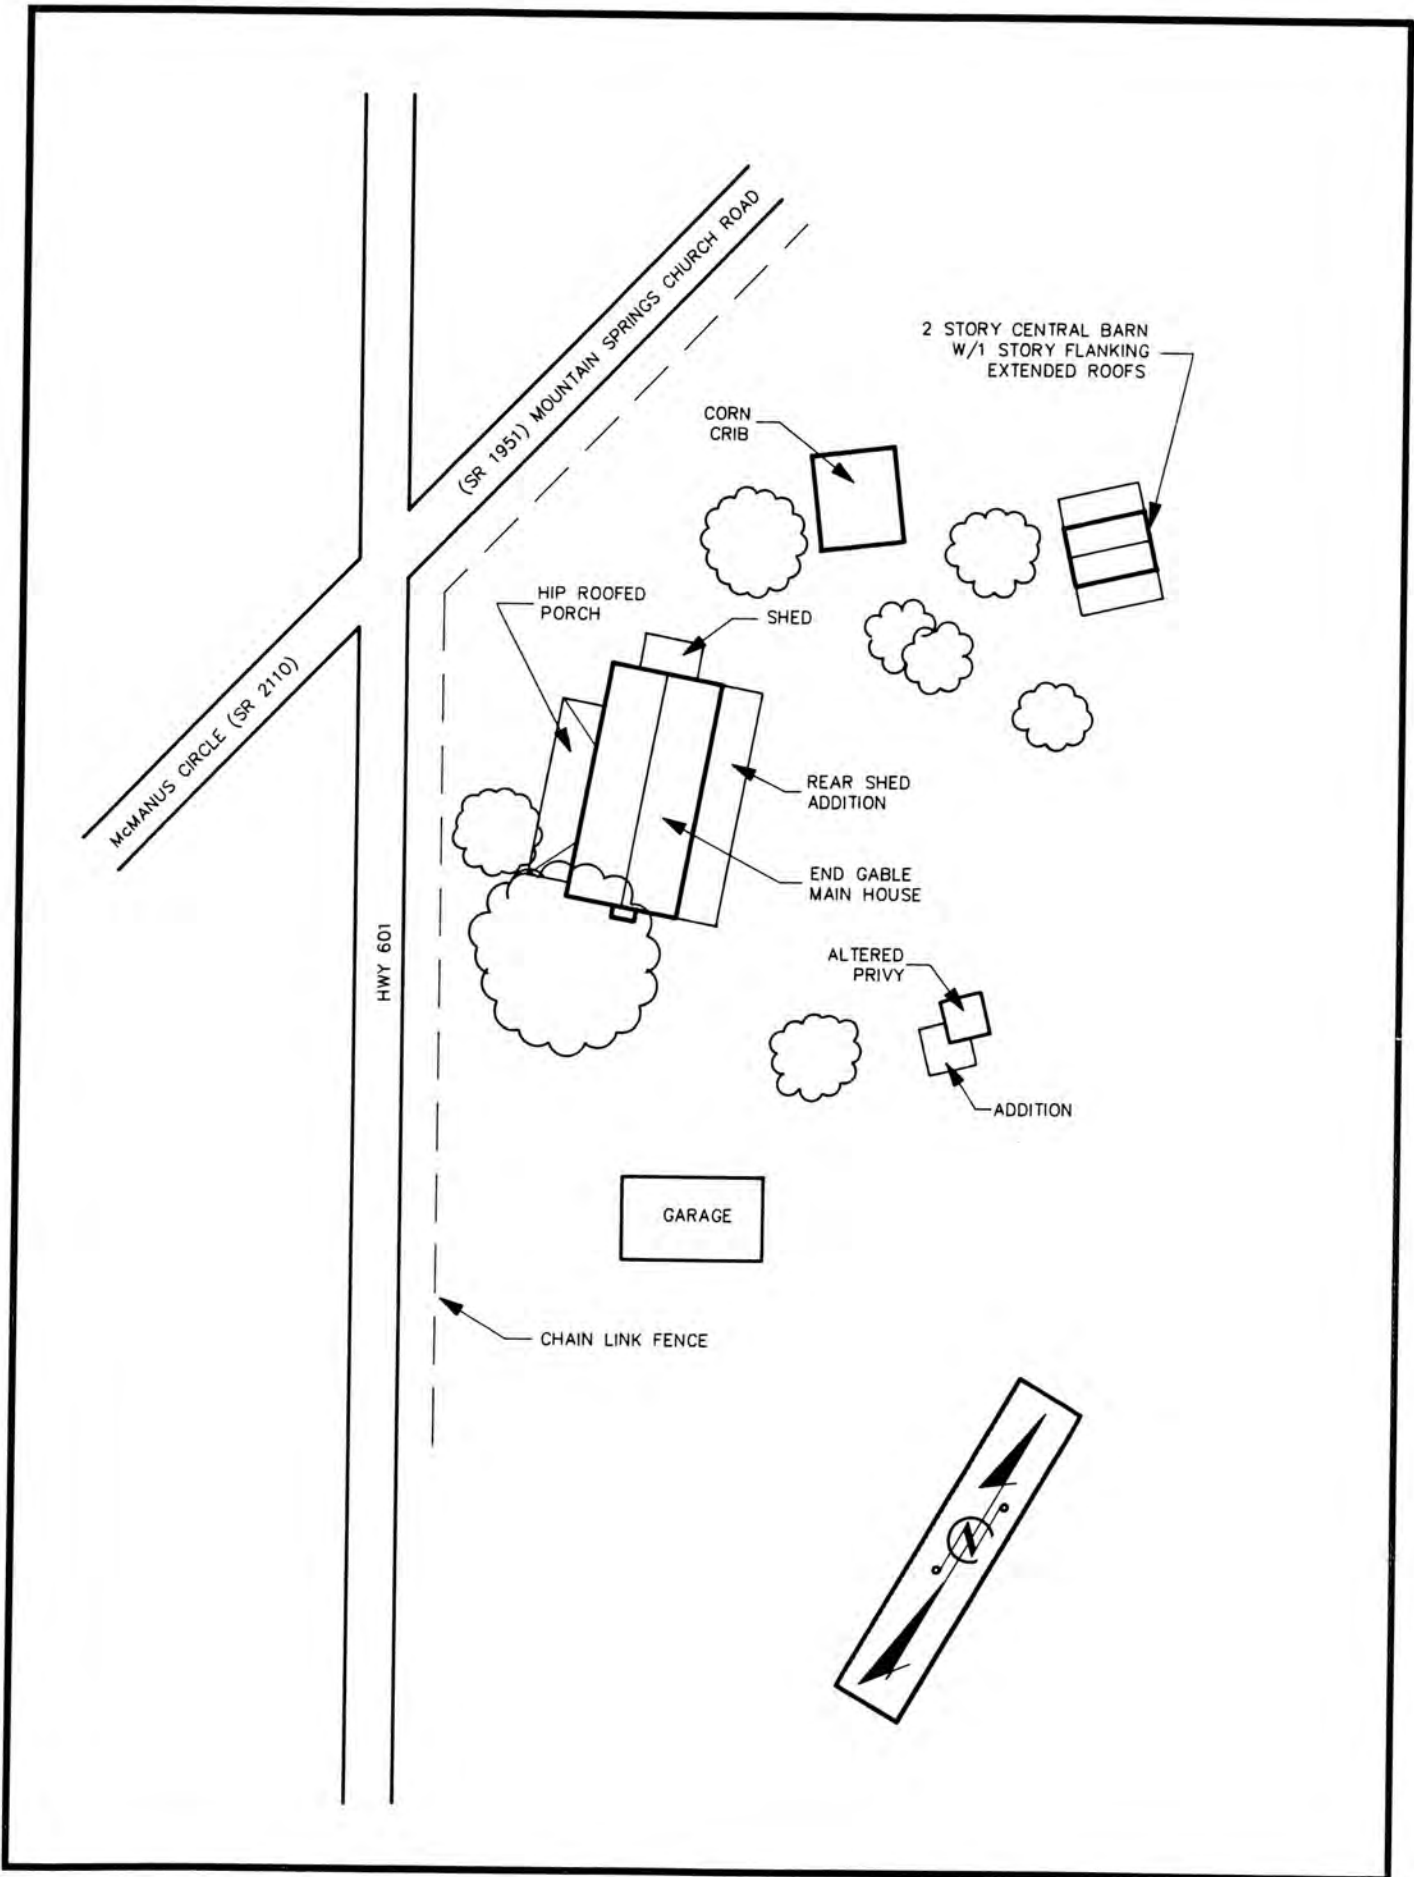 (SR 1951) MOUNTAIN SPRINGS CHURCH ROAD
2 STORY CENTRAL BARN
W/1 STORY FLANKING
EXTENDED ROOFS
CORN
CRIB
HIP ROOFED
PORCH
SHED
McMANUS CIRCLE (SR 2110)
REAR SHED
ADDITION
END GABLE
MAIN HOUSE
HWY 601
ALTERED
PRIVY
ADDITION
GARAGE
CHAIN LINK FENCE
N